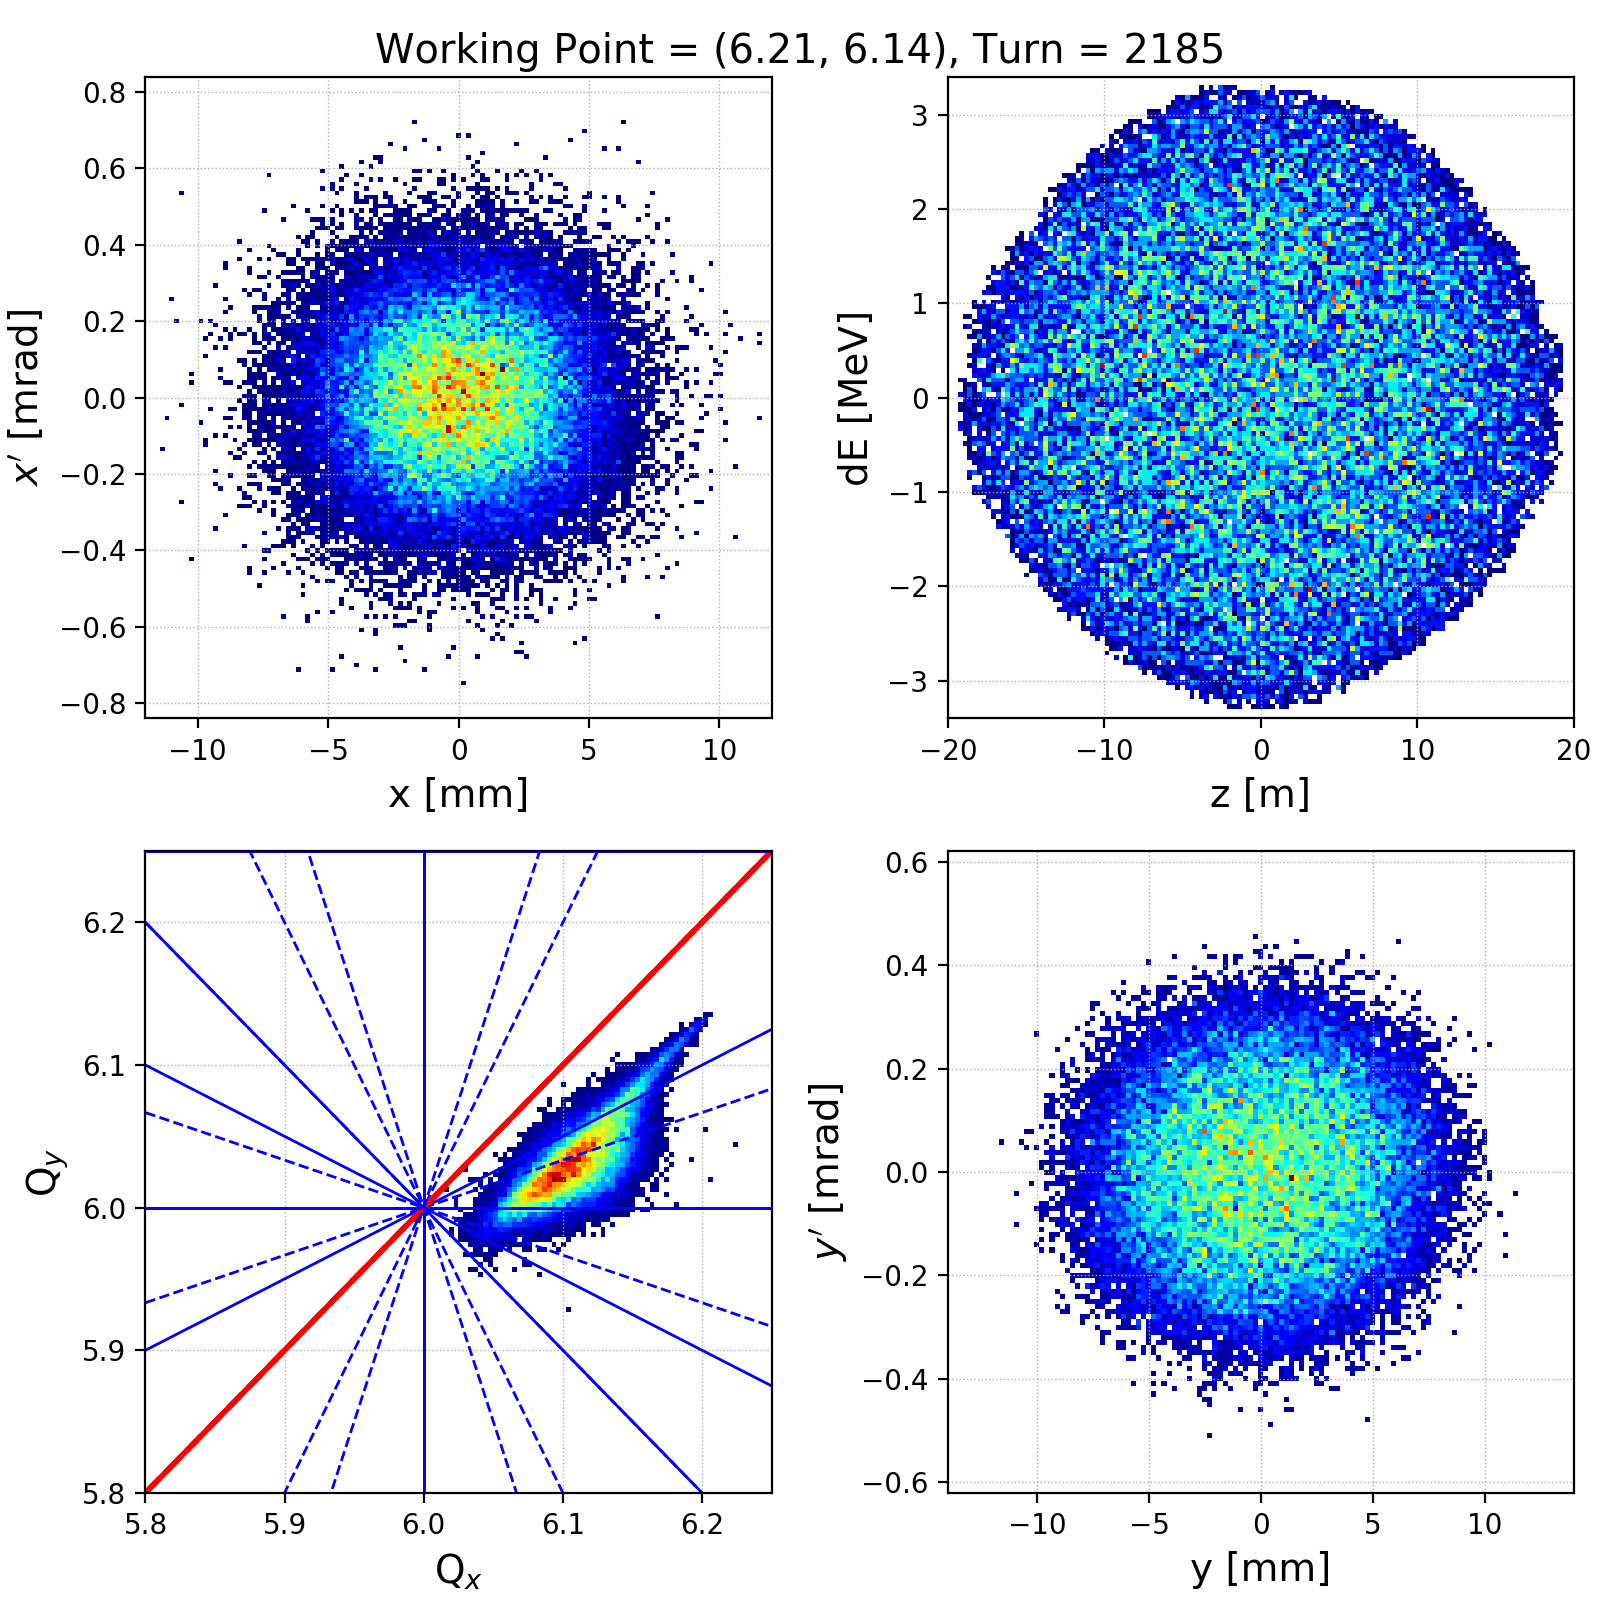 Working Point = (6.21, 6.14), Turn = 2185
0.8
0.6
0.4
0.2
0.0
−0.2
−0.4
−0.6
−0.8
x′ [mrad]
−10 −5 0 5 10
x [mm]
3
2
1
0
−1
−2
−3
dE [MeV]
−20 −10 0 10 20
z [m]
6.2
6.1
6.0
5.9
5.8
Qy
5.8 5.9 6.0 6.1 6.2
Qx
0.6
0.4
0.2
0.0
−0.2
−0.4
−0.6
y′ [mrad]
−10 −5 0 5 10
y [mm]